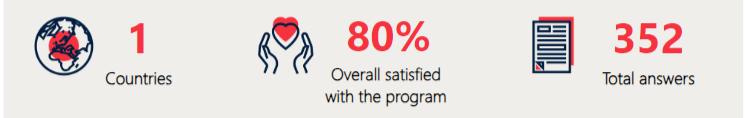 1
Countries
80%
Overall satisfied
with the program
352
Total answers